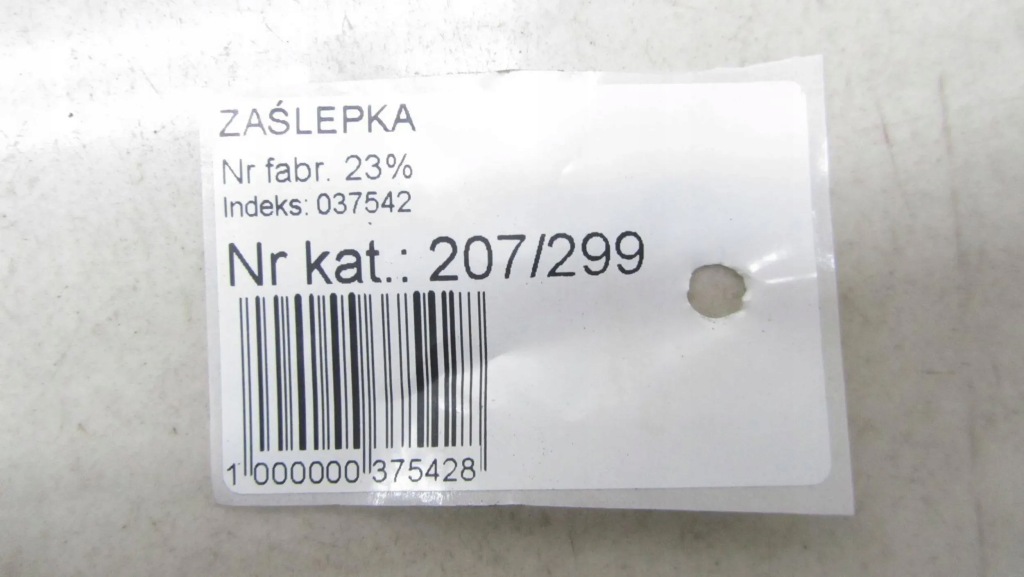 ZAŚLEPKA
Nr fabr. 23%
Indeks: 037542
Nr kat.: 207/299
1 000000 375428